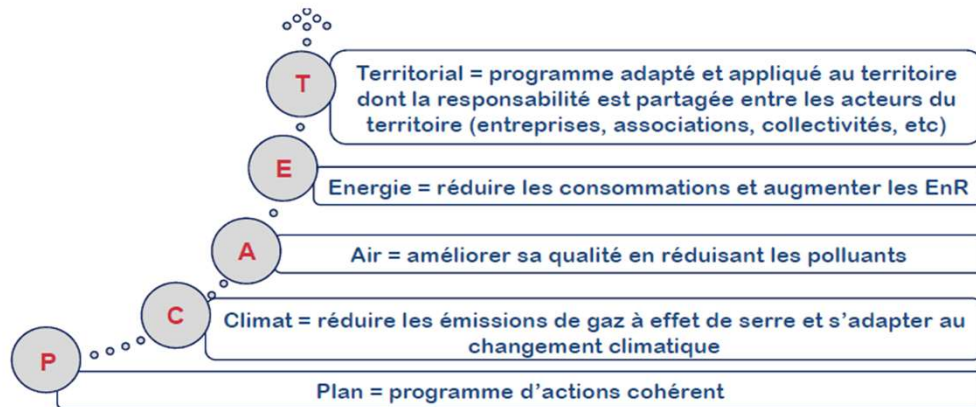 T
Territorial = programme adapté et appliqué au territoire
dont la responsabilité est partagée entre les acteurs du
territoire (entreprises, associations, collectivités, etc)
E
Energie = réduire les consommations et augmenter les EnR
A
Air = améliorer sa qualité en réduisant les polluants
C
Climat = réduire les émissions de gaz à effet de serre et s’adapter au
changement climatique
P
Plan = programme d’actions cohérent